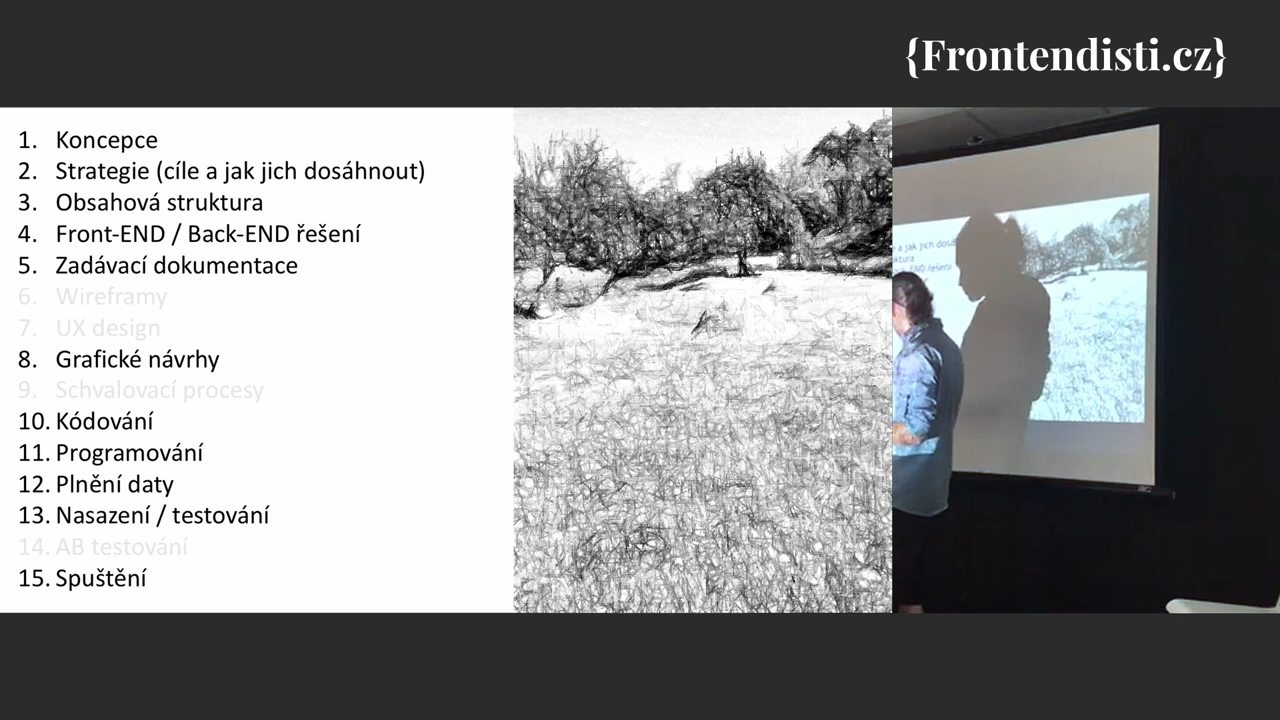 {Frontendisti.cz}
1. Koncepce
2. Strategie (cíle a jak jich dosáhnout)
3. Obsahová struktura
4. Front-END / Back-END řešení
5. Zadávací dokumentace
6. Wireframy
7. UX design
8. Grafické návrhy
9. Schvalovací procesy
10. Kódování
11. Programování
12. Plnění daty
13. Nasazení / testování
14. AB testování
15. Spuštění
a jak jich